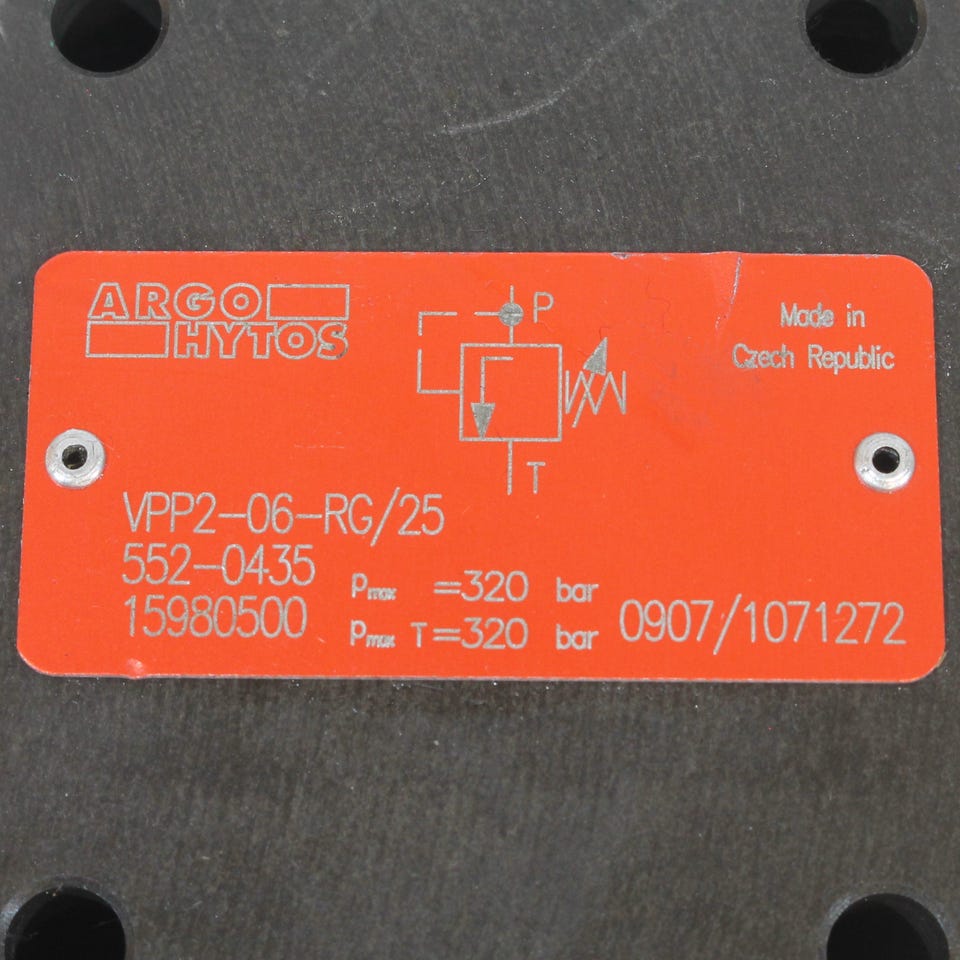 ARGO
HYTOS
P
T
Made in
Czech Republic
VPP2-06-RG/25
552-0435
15980500
pmax =320 bar
pmax T=320 bar
0907/1071272